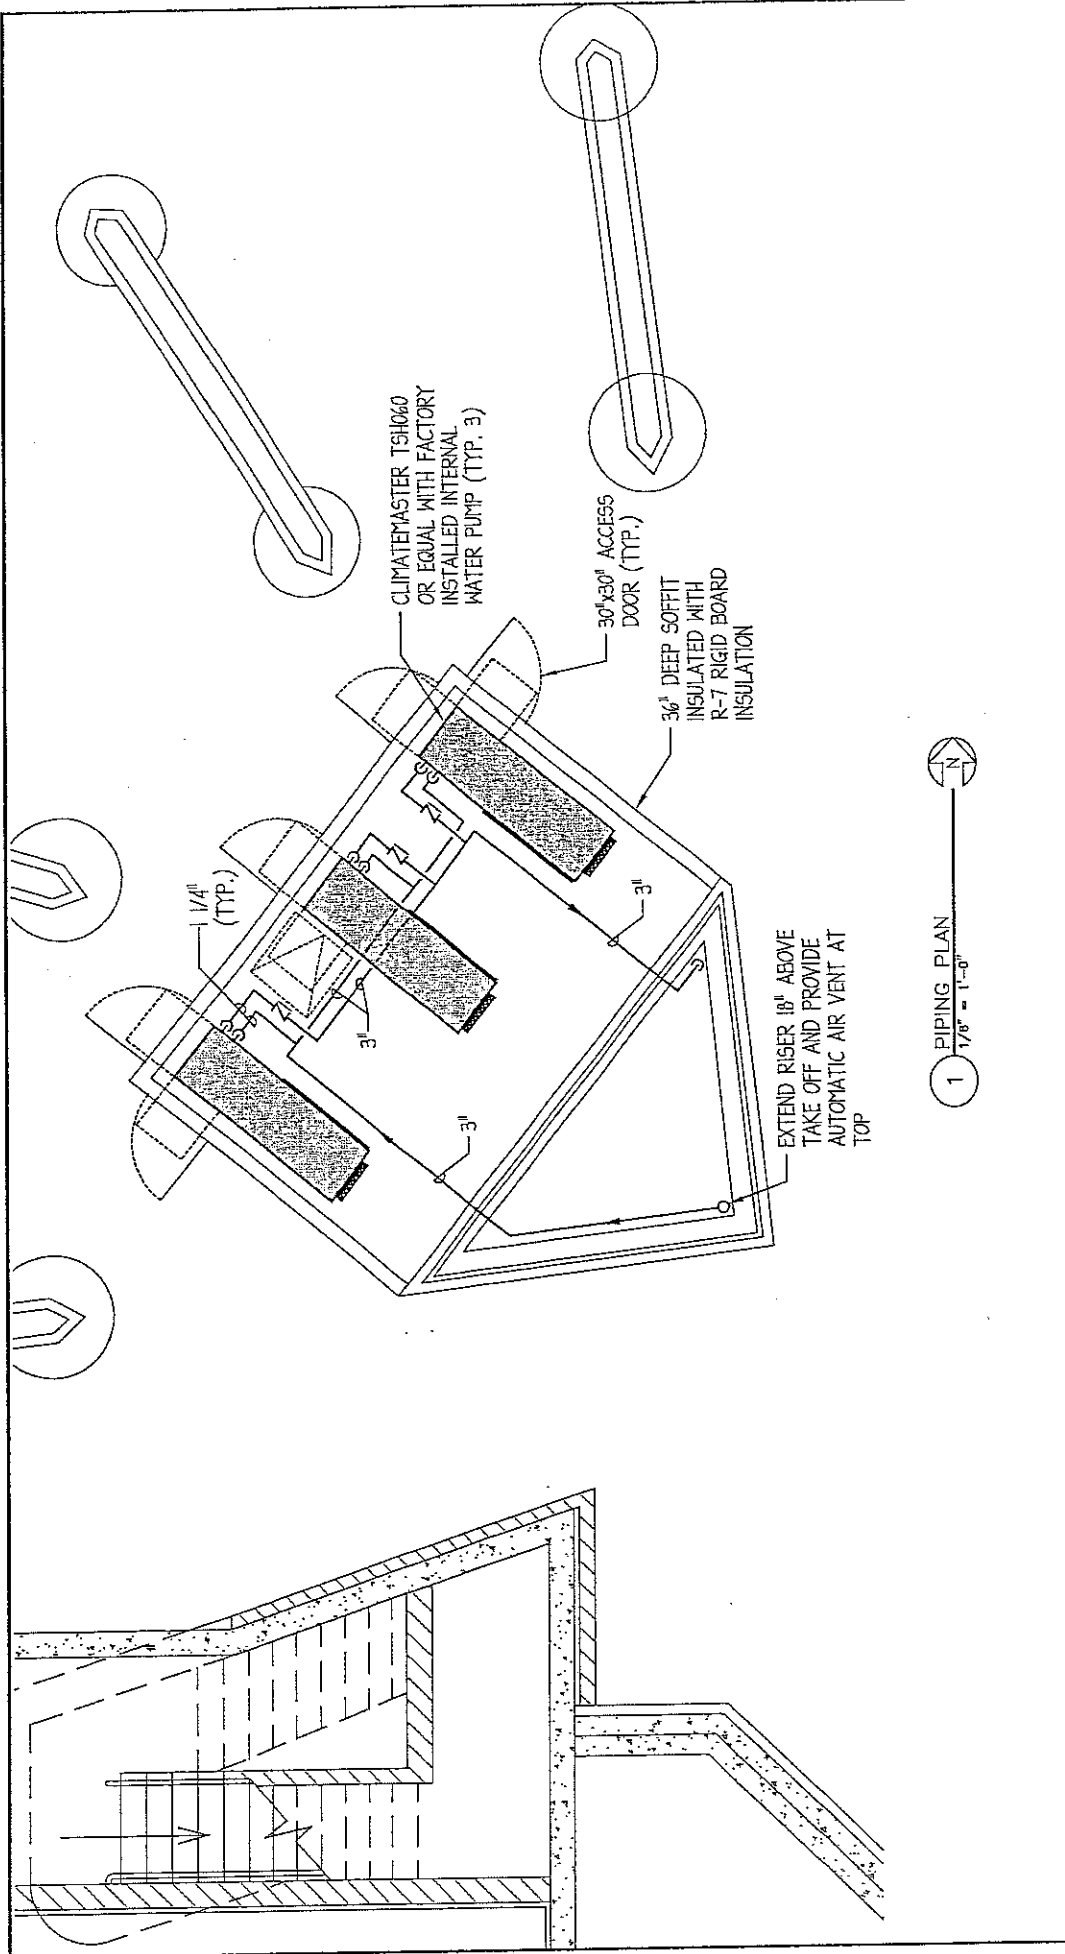 1 1/4"
(TYP.)
CLIMATEMASTER TSH060
OR EQUAL WITH FACTORY
INSTALLED INTERNAL
WATER PUMP (TYP. 3)
30"x30" ACCESS
DOOR (TYP.)
36" DEEP SOFFIT
INSULATED WITH
R-7 RIGID BOARD
INSULATION
3"
3"
3"
EXTEND RISER 18" ABOVE
TAKE OFF AND PROVIDE
AUTOMATIC AIR VENT AT
TOP
1
PIPING PLAN
1/8" = 1'-0"
N